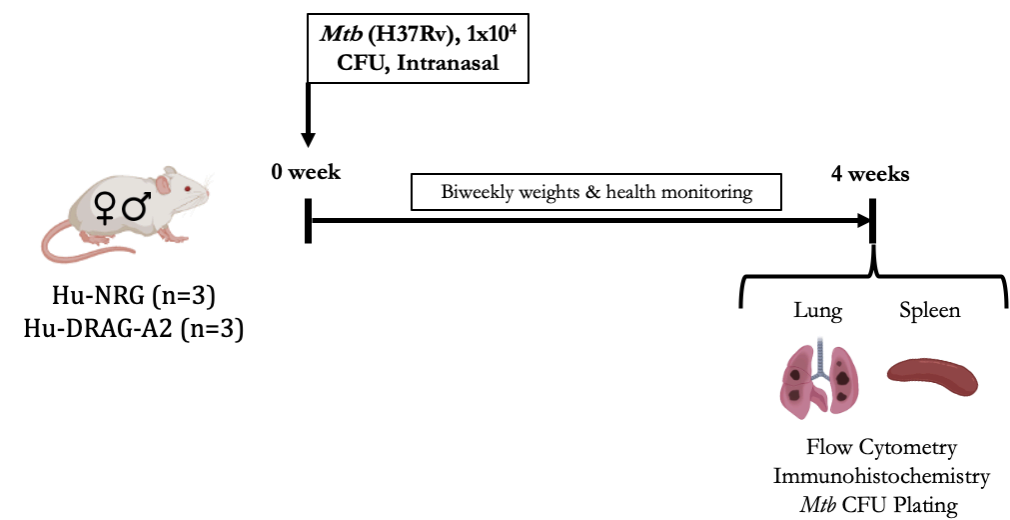 Mtb (H37Rv), 1x10⁴
CFU, Intranasal
0 week
4 weeks
Biweekly weights & health monitoring
♀♂
Hu-NRG (n=3)
Hu-DRAG-A2 (n=3)
Lung
Spleen
Flow Cytometry
Immunohistochemistry
Mtb CFU Plating